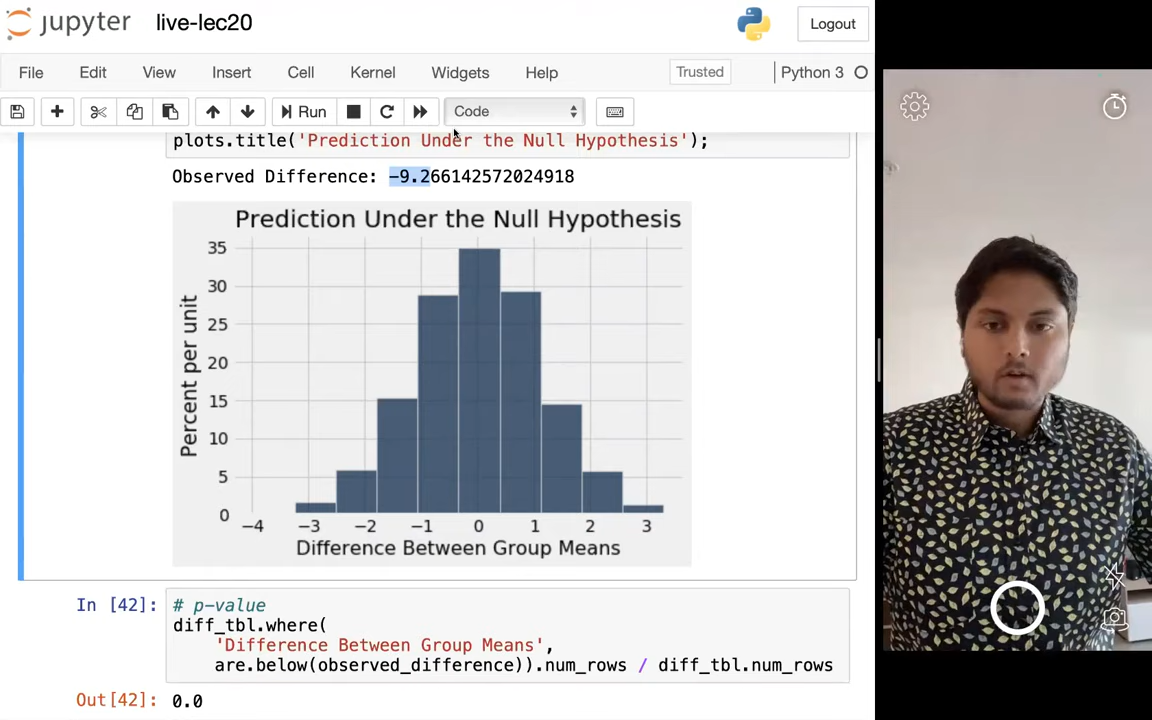 jupyter live-lec20
Logout
File Edit View Insert Cell Kernel Widgets Help Trusted Python 3
Run Code
plots.title('Prediction Under the Null Hypothesis');
Observed Difference: -9.266142572024918
Prediction Under the Null Hypothesis
35
30
25
20
15
10
5
0
Percent per unit
−4 −3 −2 −1 0 1 2 3
Difference Between Group Means
In [42]: # p-value
diff_tbl.where(
'Difference Between Group Means',
are.below(observed_difference)).num_rows / diff_tbl.num_rows
Out[42]: 0.0